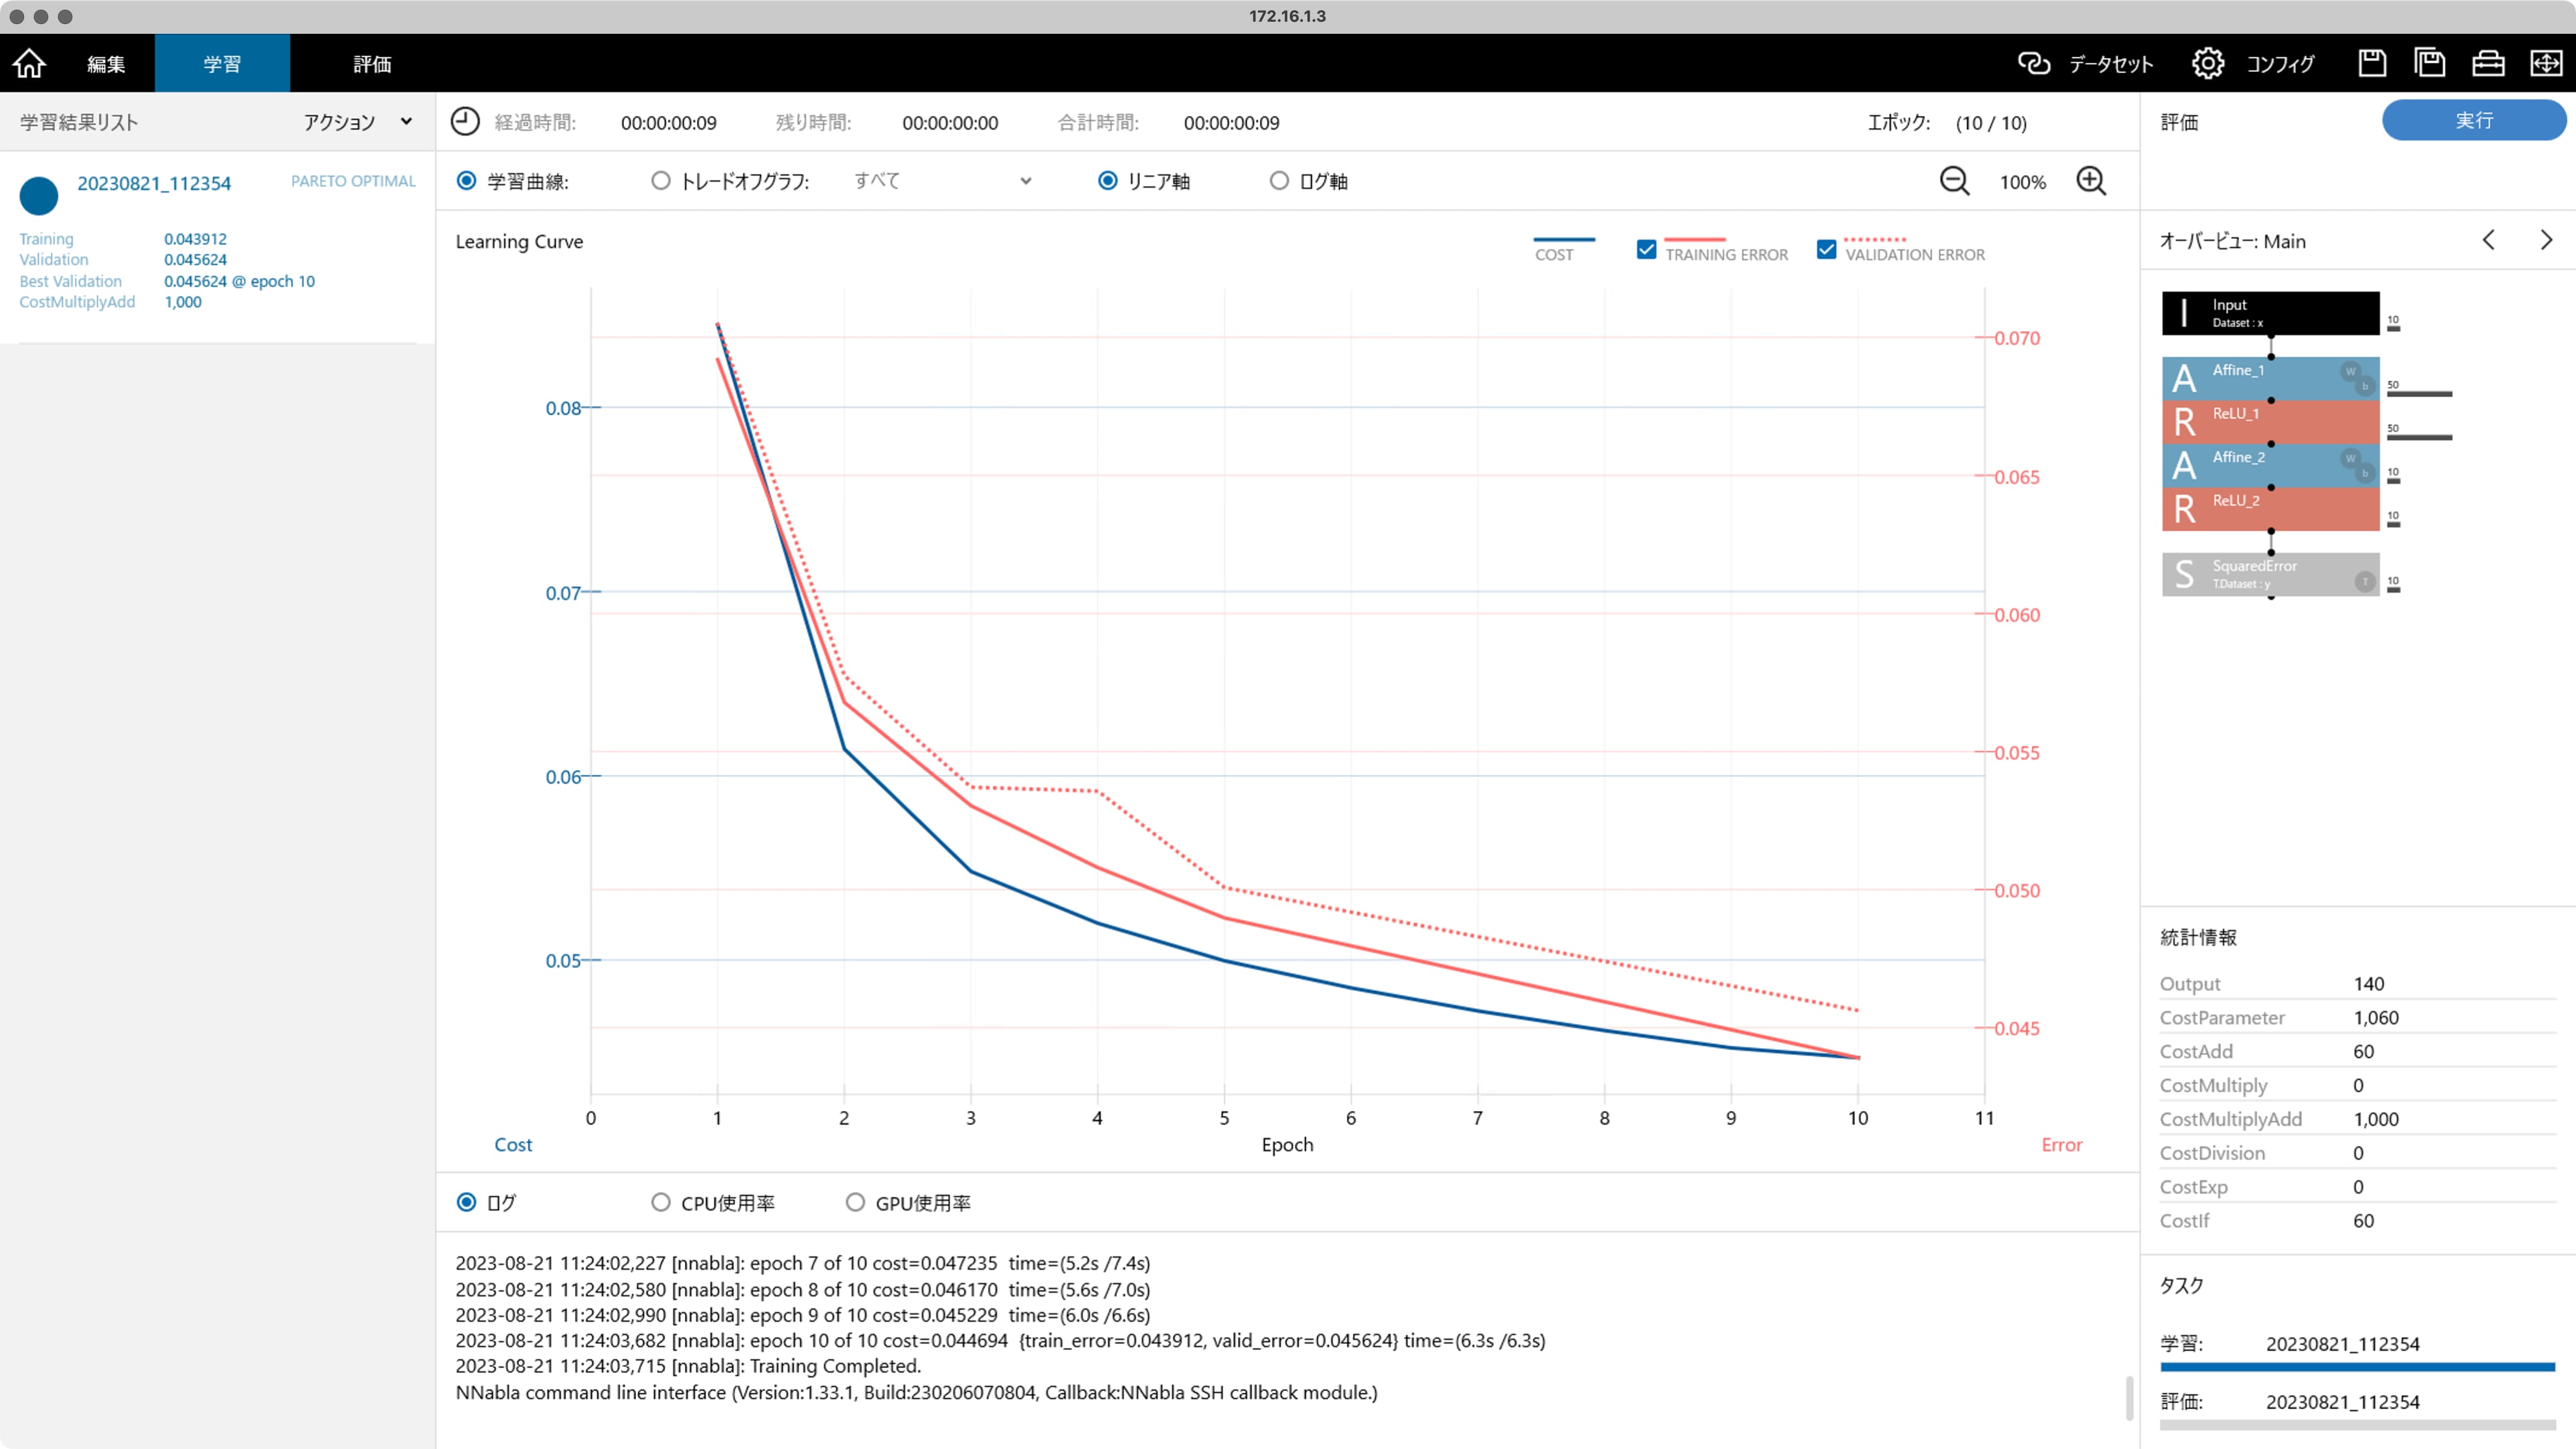 172.16.1.3
編集
学習
評価
データセット
コンフィグ
学習結果リスト
アクション
20230821_112354
PARETO OPTIMAL
Training 0.043912
Validation 0.045624
Best Validation 0.045624 @ epoch 10
CostMultiplyAdd 1,000
経過時間: 00:00:00:09 残り時間: 00:00:00:00 合計時間: 00:00:00:09 エポック: (10 / 10)
学習曲線: トレードオフグラフ: すべて リニア軸 ログ軸 100%
Learning Curve
COST TRAINING ERROR VALIDATION ERROR
0.08
0.07
0.06
0.05
0.070
0.065
0.060
0.055
0.050
0.045
0 1 2 3 4 5 6 7 8 9 10 11
Cost Epoch Error
ログ CPU使用率 GPU使用率
2023-08-21 11:24:02,227 [nnabla]: epoch 7 of 10 cost=0.047235 time=(5.2s /7.4s)
2023-08-21 11:24:02,580 [nnabla]: epoch 8 of 10 cost=0.046170 time=(5.6s /7.0s)
2023-08-21 11:24:02,990 [nnabla]: epoch 9 of 10 cost=0.045229 time=(6.0s /6.6s)
2023-08-21 11:24:03,682 [nnabla]: epoch 10 of 10 cost=0.044694 {train_error=0.043912, valid_error=0.045624} time=(6.3s /6.3s)
2023-08-21 11:24:03,715 [nnabla]: Training Completed.
NNabla command line interface (Version:1.33.1, Build:230206070804, Callback:NNabla SSH callback module.)
評価 実行
オーバービュー: Main
I Input
Dataset : x
10
A Affine_1 W b 50
R ReLU_1 50
A Affine_2 W b 10
R ReLU_2 10
S SquaredError
T.Dataset : y T 10
統計情報
Output 140
CostParameter 1,060
CostAdd 60
CostMultiply 0
CostMultiplyAdd 1,000
CostDivision 0
CostExp 0
CostIf 60
タスク
学習: 20230821_112354
評価: 20230821_112354